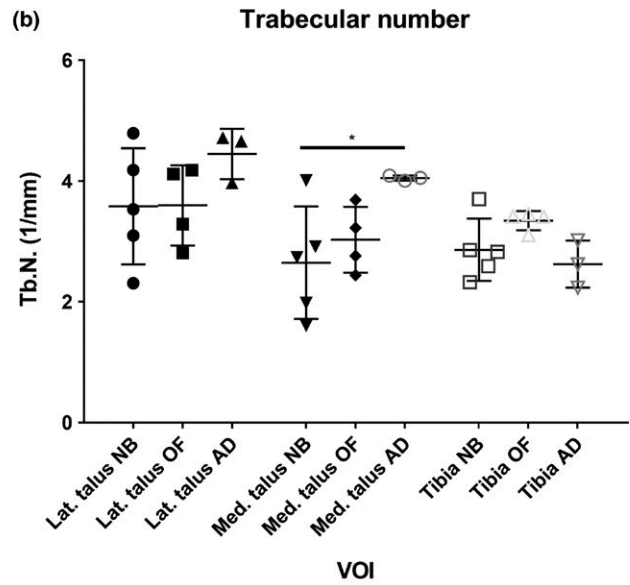 (b)
Trabecular number
Tb.N. (1/mm)
6
4
2
0
*
Lat. talus NB
Lat. talus OF
Lat. talus AD
Med. talus NB
Med. talus OF
Med. talus AD
Tibia NB
Tibia OF
Tibia AD
VOI